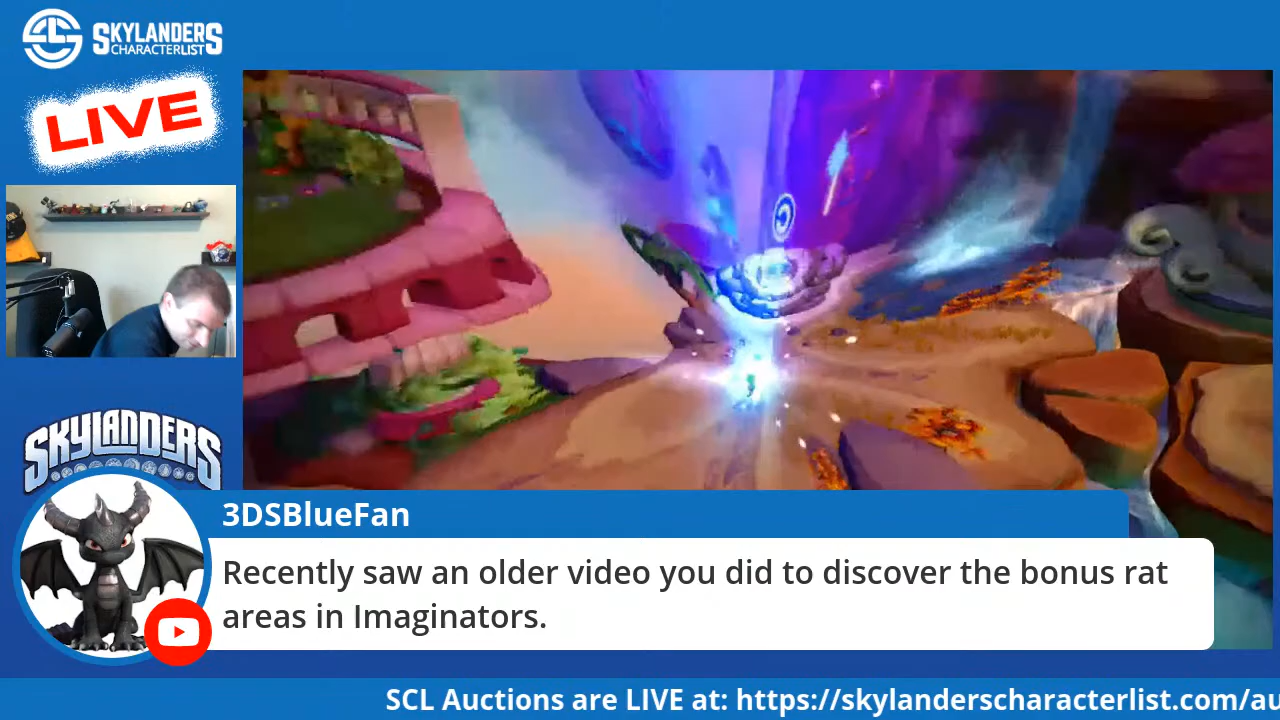 SKYLANDERS
CHARACTERLIST
LIVE
SKYLANDERS
3DSBlueFan
Recently saw an older video you did to discover the bonus rat
areas in Imaginators.
SCL Auctions are LIVE at: https://skylanderscharacterlist.com/au